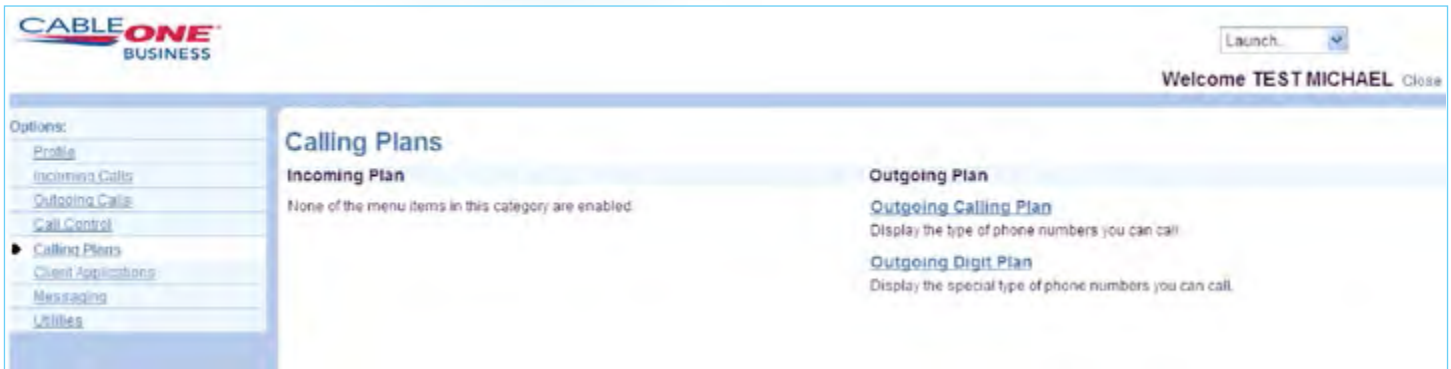 CABLE ONE
BUSINESS
Launch...
Welcome TEST MICHAEL Close
Options:
Profile
Incoming Calls
Outgoing Calls
Call Control
Calling Plans
Client Applications
Messaging
Utilities
Calling Plans
Incoming Plan
None of the menu items in this category are enabled
Outgoing Plan
Outgoing Calling Plan
Display the type of phone numbers you can call
Outgoing Digit Plan
Display the special type of phone numbers you can call.